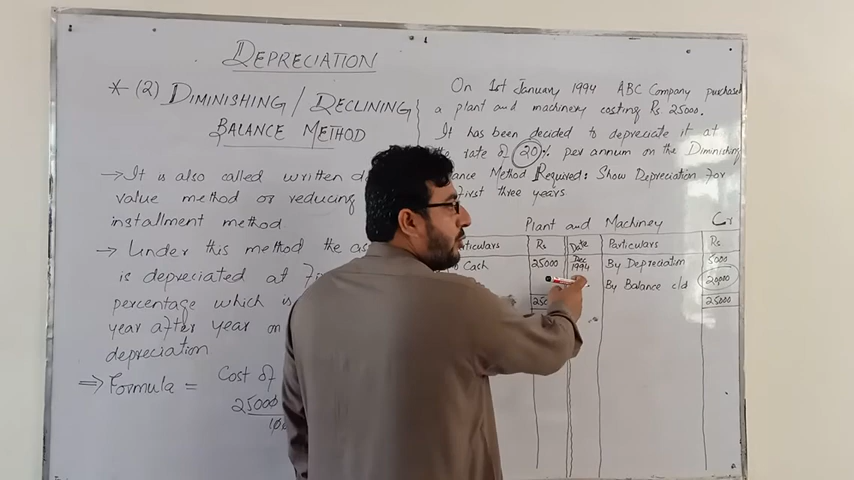 DEPRECIATION
* (2) DIMINISHING / DECLINING
BALANCE METHOD
→ It is also called written
value method or reducing
installment method
→ Under this method the
is depreciated at
percentage which is
year after year on
depreciation
⇒ Formula =
Cost of
25000
On 1st January 1994 ABC Company purchased
a plant and machinery costing Rs 25000.
It has been decided to depreciate it at
the rate of 20% per annum on the Diminishing
Method Required: Show Depreciation For
First three years
Plant and Machiney Cr
Rs Date Particulars Rs
Cash 25000 Dec 1994 By Depreciation 5000
By Balance c/d 20000
25000